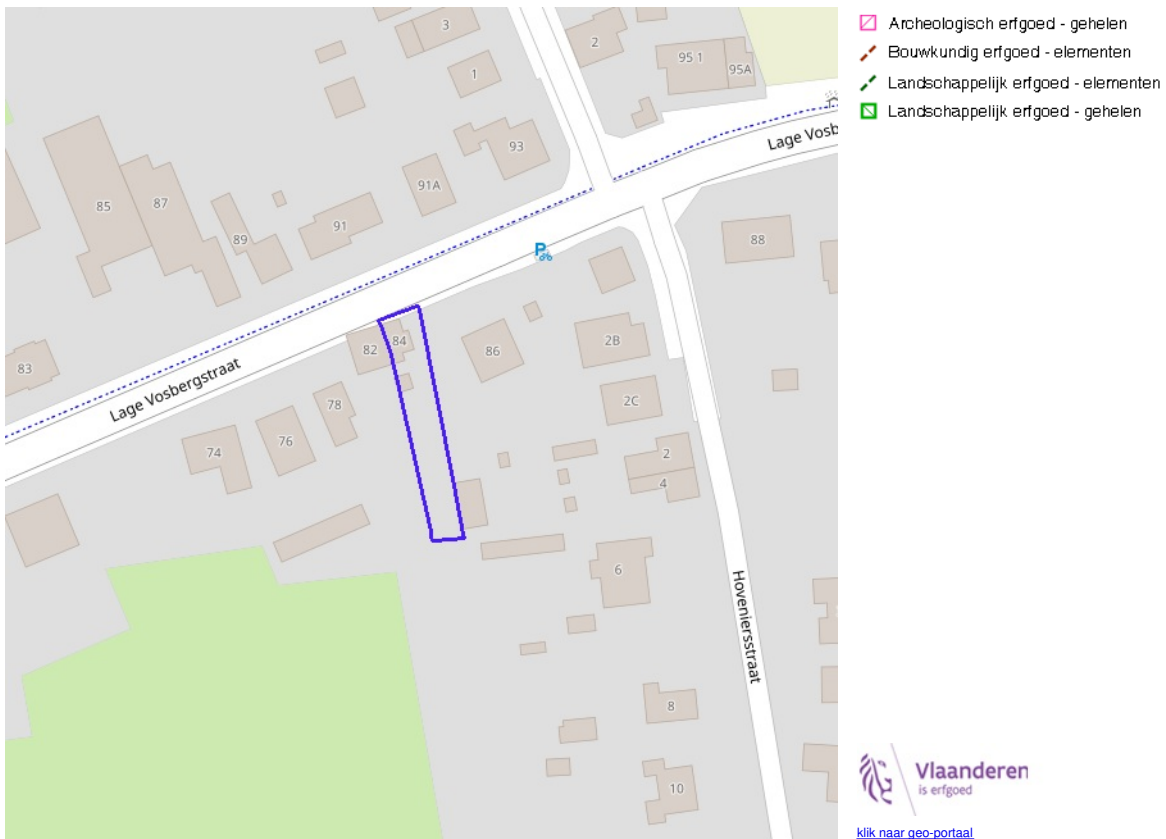 3
2
95 1
95A
1
93
Lage Vosb
91A
85
87
89
91
88
P
82
84
86
2B
83
Lage Vosbergstraat
78
2C
74
76
2
4
6
Hoveniersstraat
8
10
Archeologisch erfgoed - gehelen
Bouwkundig erfgoed - elementen
Landschappelijk erfgoed - elementen
Landschappelijk erfgoed - gehelen
Vlaanderen
is erfgoed
klik naar geo-portaal